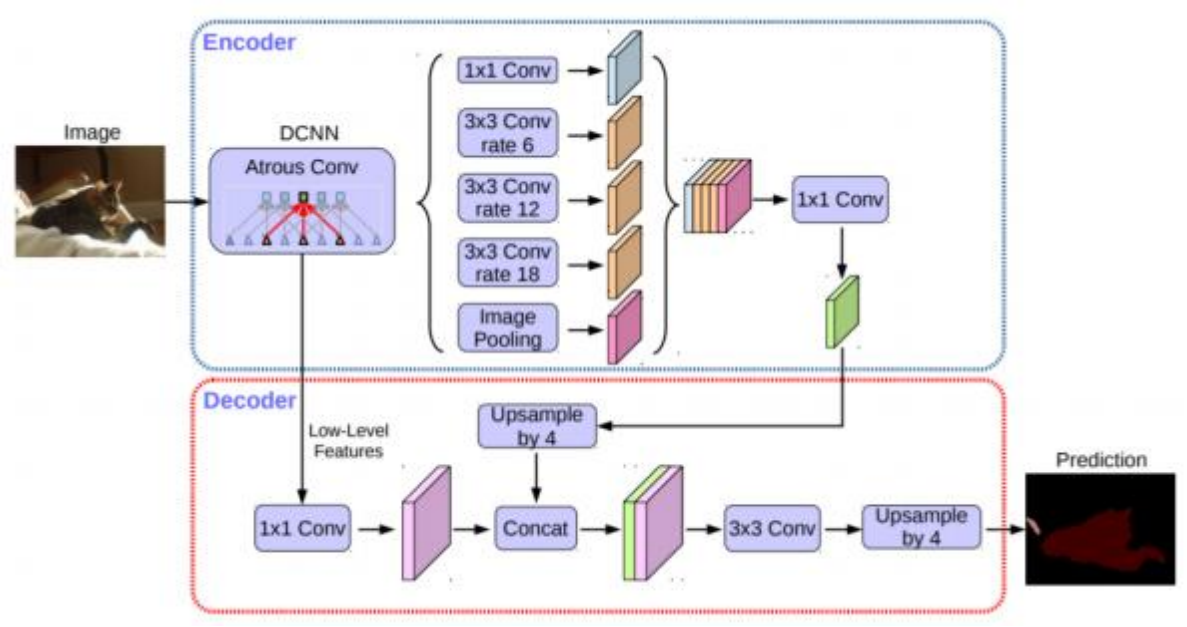 Encoder
Image
DCNN
Atrous Conv
1x1 Conv
3x3 Conv
rate 6
3x3 Conv
rate 12
3x3 Conv
rate 18
Image
Pooling
1x1 Conv
Decoder
Low-Level
Features
Upsample
by 4
1x1 Conv
Concat
3x3 Conv
Upsample
by 4
Prediction